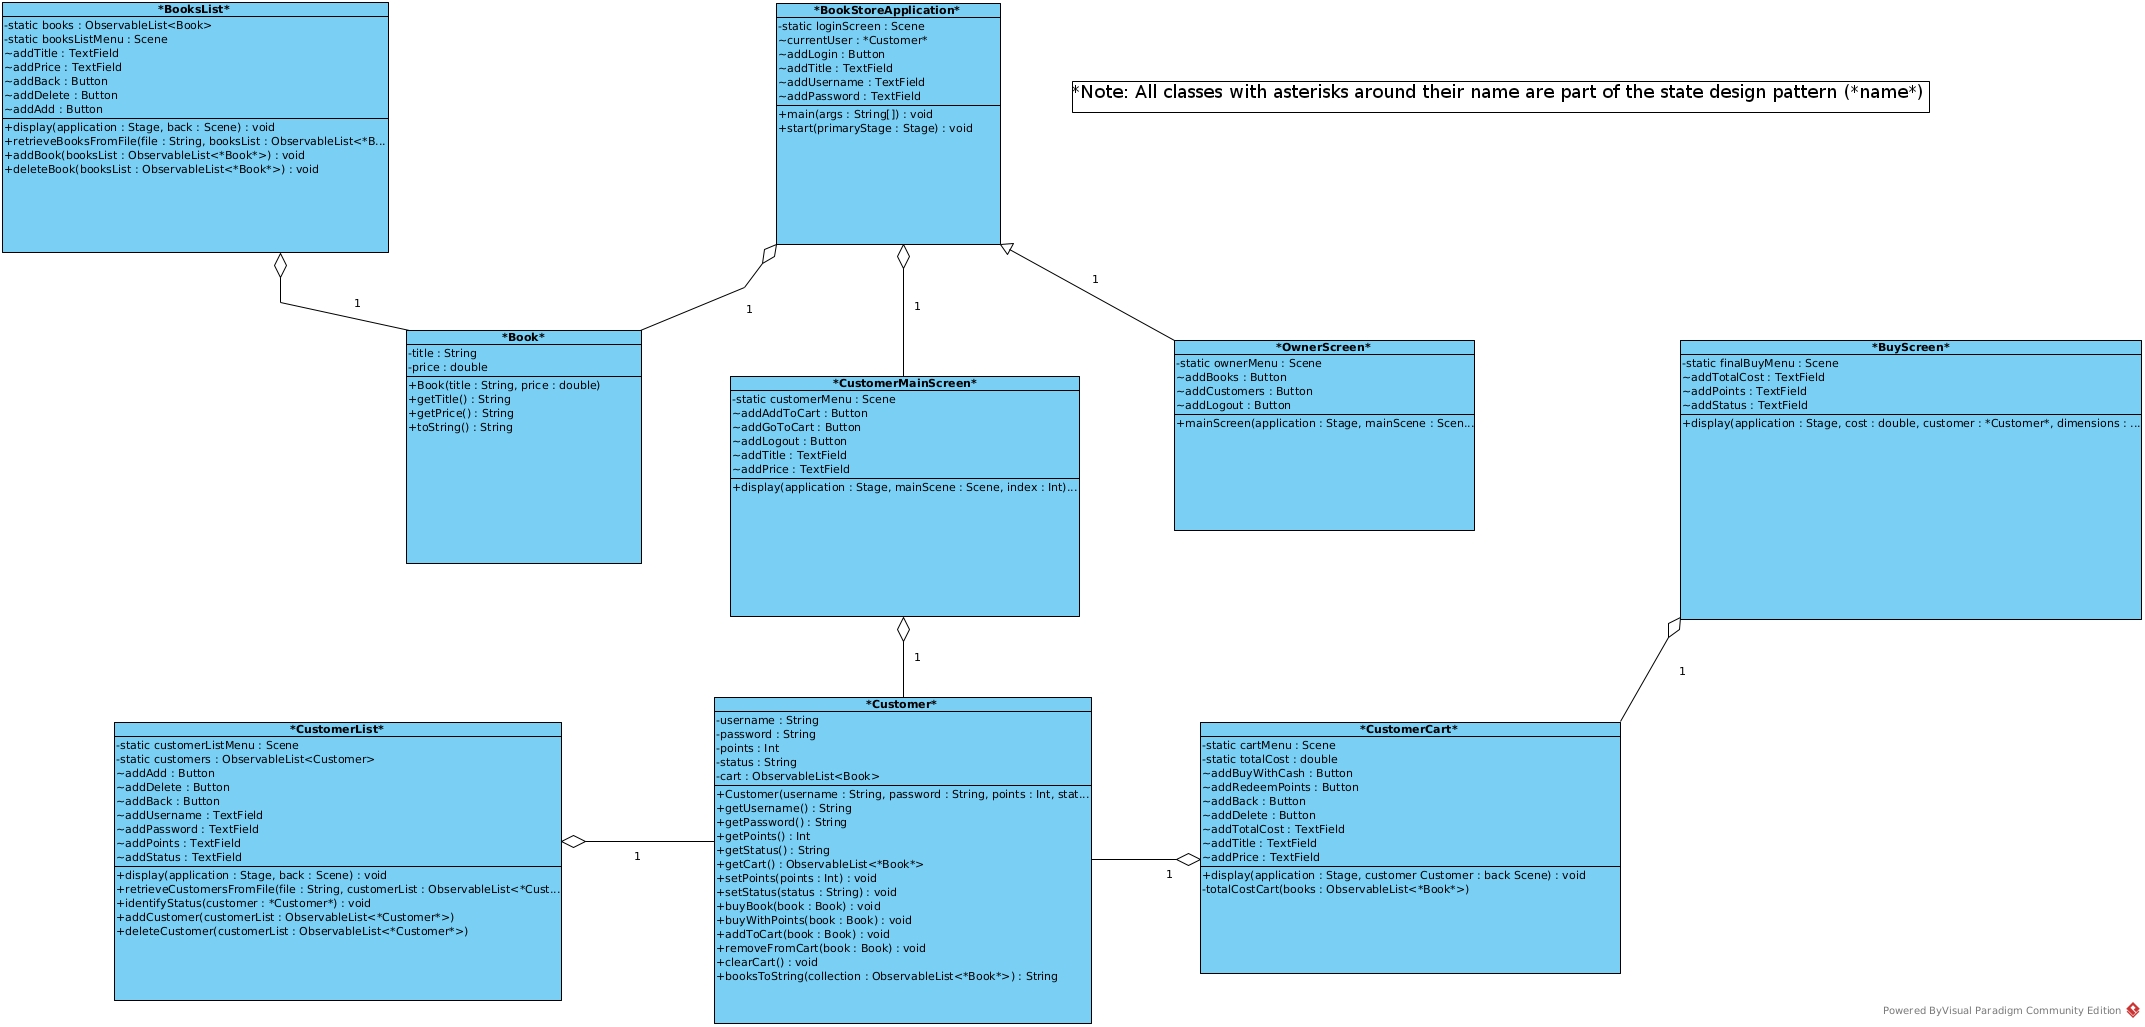 *BooksList*
-static books : ObservableList<Book>
-static booksListMenu : Scene
~addTitle : TextField
~addPrice : TextField
~addBack : Button
~addDelete : Button
~addAdd : Button
+display(application : Stage, back : Scene) : void
+retrieveBooksFromFile(file : String, booksList : ObservableList<*B...
+addBook(booksList : ObservableList<*Book*>) : void
+deleteBook(booksList : ObservableList<*Book*>) : void
*BookStoreApplication*
-static loginScreen : Scene
~currentUser : *Customer*
~addLogin : Button
~addTitle : TextField
~addUsername : TextField
~addPassword : TextField
+main(args : String[]) : void
+start(primaryStage : Stage) : void
*Note: All classes with asterisks around their name are part of the state design pattern (*name*)
1
1
1
1
*Book*
-title : String
-price : double
+Book(title : String, price : double)
+getTitle() : String
+getPrice() : String
+toString() : String
*CustomerMainScreen*
-static customerMenu : Scene
~addAddToCart : Button
~addGoToCart : Button
~addLogout : Button
~addTitle : TextField
~addPrice : TextField
+display(application : Stage, mainScene : Scene, index : Int)...
*OwnerScreen*
-static ownerMenu : Scene
~addBooks : Button
~addCustomers : Button
~addLogout : Button
+mainScreen(application : Stage, mainScene : Scen...
*BuyScreen*
-static finalBuyMenu : Scene
~addTotalCost : TextField
~addPoints : TextField
~addStatus : TextField
+display(application : Stage, cost : double, customer : *Customer*, dimensions : ...
1
1
*CustomerList*
-static customerListMenu : Scene
-static customers : ObservableList<Customer>
~addAdd : Button
~addDelete : Button
~addBack : Button
~addUsername : TextField
~addPassword : TextField
~addPoints : TextField
~addStatus : TextField
+display(application : Stage, back : Scene) : void
+retrieveCustomersFromFile(file : String, customerList : ObservableList<*Cust...
+identifyStatus(customer : *Customer*) : void
+addCustomer(customerList : ObservableList<*Customer*>)
+deleteCustomer(customerList : ObservableList<*Customer*>)
1
*Customer*
-username : String
-password : String
-points : Int
-status : String
-cart : ObservableList<Book>
+Customer(username : String, password : String, points : Int, stat...
+getUsername() : String
+getPassword() : String
+getPoints() : Int
+getStatus() : String
+getCart() : ObservableList<*Book*>
+setPoints(points : Int) : void
+setStatus(status : String) : void
+buyBook(book : Book) : void
+buyWithPoints(book : Book) : void
+addToCart(book : Book) : void
+removeFromCart(book : Book) : void
+clearCart() : void
+booksToString(collection : ObservableList<*Book*>) : String
1
*CustomerCart*
-static cartMenu : Scene
-static totalCost : double
~addBuyWithCash : Button
~addRedeemPoints : Button
~addBack : Button
~addDelete : Button
~addTotalCost : TextField
~addTitle : TextField
~addPrice : TextField
+display(application : Stage, customer Customer : back Scene) : void
-totalCostCart(books : ObservableList<*Book*>)
Powered ByVisual Paradigm Community Edition